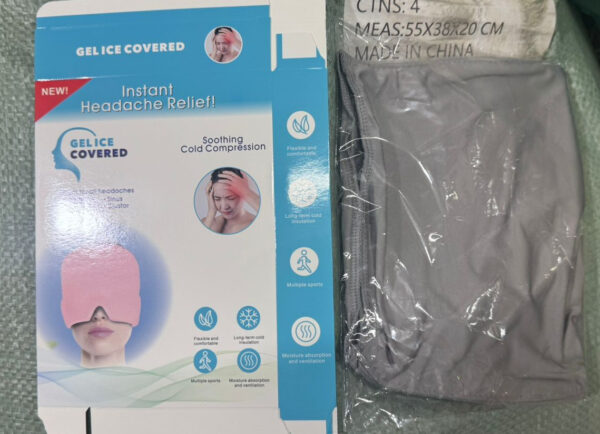 GEL ICE COVERED
NEW!
Instant
Headache Relief!
GEL ICE
COVERED
Soothing
Cold Compression
headaches
Sinus
Flexible and
comfortable
Long-term cold
insulation
Multiple sports
Moisture absorption
and ventilation
Flexible and
comfortable
Long-term cold
insulation
Multiple sports
Moisture absorption
and ventilation
CTNS: 4
MEAS:55X38X20 CM
MADE IN CHINA